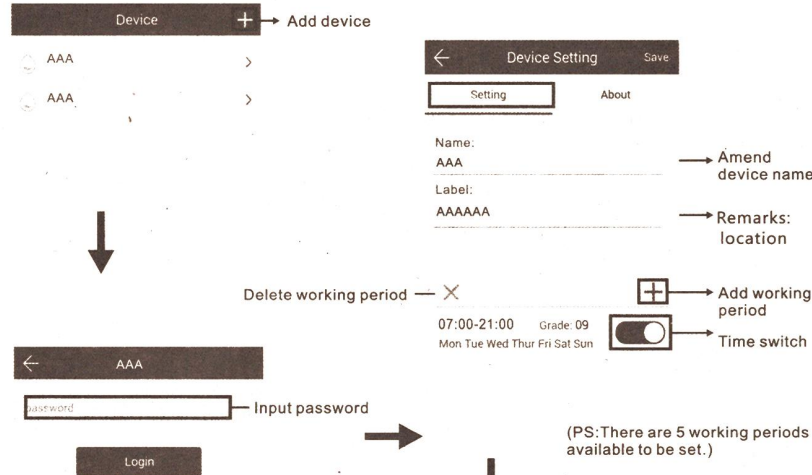 Device + Add device
AAA
AAA
Device Setting Save
Setting About
Name:
AAA
Amend
device name
Label:
AAAAAA
Remarks:
location
Delete working period
Add working
period
07:00-21:00 Grade: 09
Mon Tue Wed Thur Fri Sat Sun
Time switch
AAA
password
Input password
Login
(PS:There are 5 working periods
available to be set.)